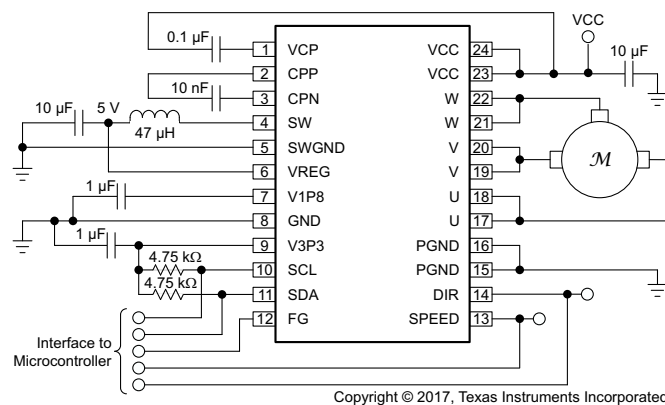 VCC
0.1 µF
10 µF
1 VCP VCC 24
2 CPP VCC 23
10 nF
3 CPN W 22
10 µF
5 V
47 µH
4 SW W 21
5 SWGND V 20
M
6 VREG V 19
1 µF
7 V1P8 U 18
8 GND U 17
1 µF
9 V3P3 PGND 16
4.75 kΩ
10 SCL PGND 15
4.75 kΩ
11 SDA DIR 14
12 FG SPEED 13
Interface to
Microcontroller
Copyright © 2017, Texas Instruments Incorporated